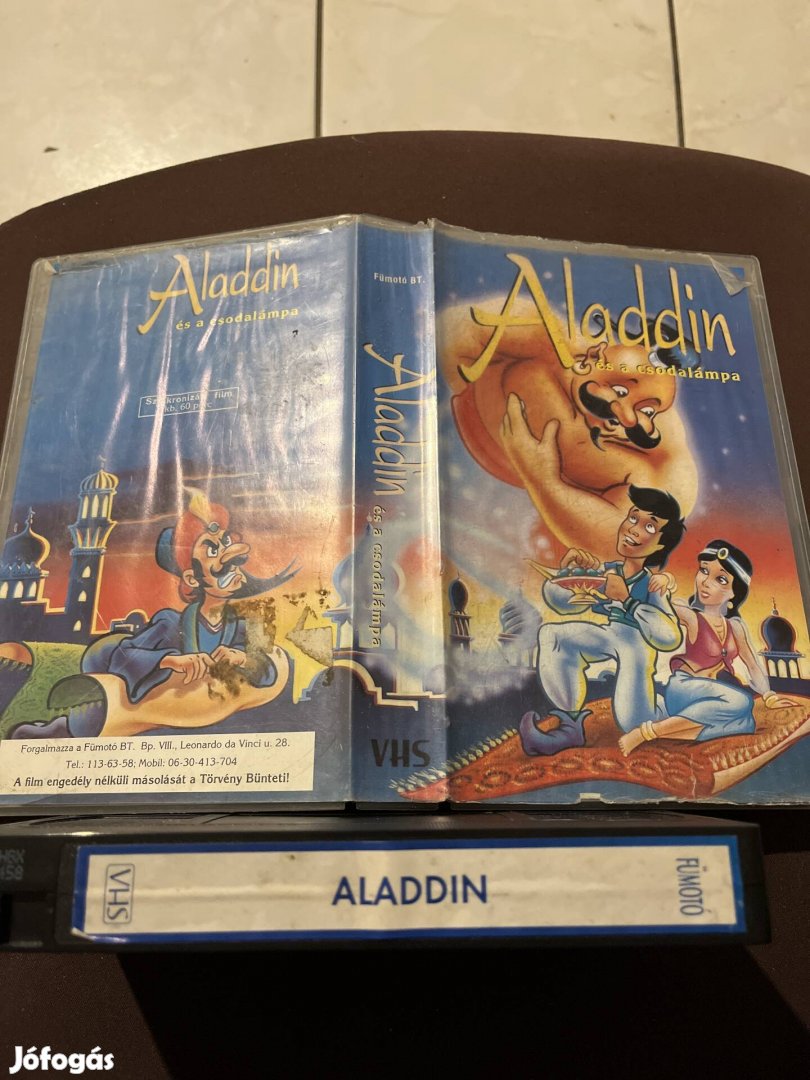 Aladdin
és a csodalámpa
Szinkronizált film
kb. 60 perc
Forgalmazza a Fümotó BT. Bp. VIII., Leonardo da Vinci u. 28.
Tel.: 113-63-58; Mobil: 06-30-413-704
A film engedély nélküli másolását a Törvény Bünteti!
Fümotó BT.
Aladdin és a csodalámpa
VHS
Aladdin
és a csodalámpa
VHS
ALADDIN
FÜMOTÓ
Jófogás